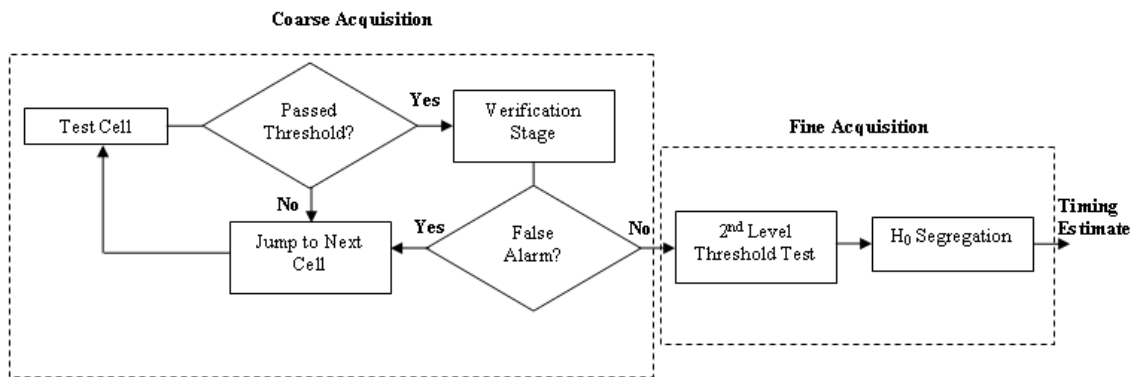 Coarse Acquisition
Test Cell
Passed
Threshold?
Yes
Verification
Stage
No
Jump to Next
Cell
Yes
False
Alarm?
No
Fine Acquisition
2nd Level
Threshold Test
H0 Segregation
Timing
Estimate